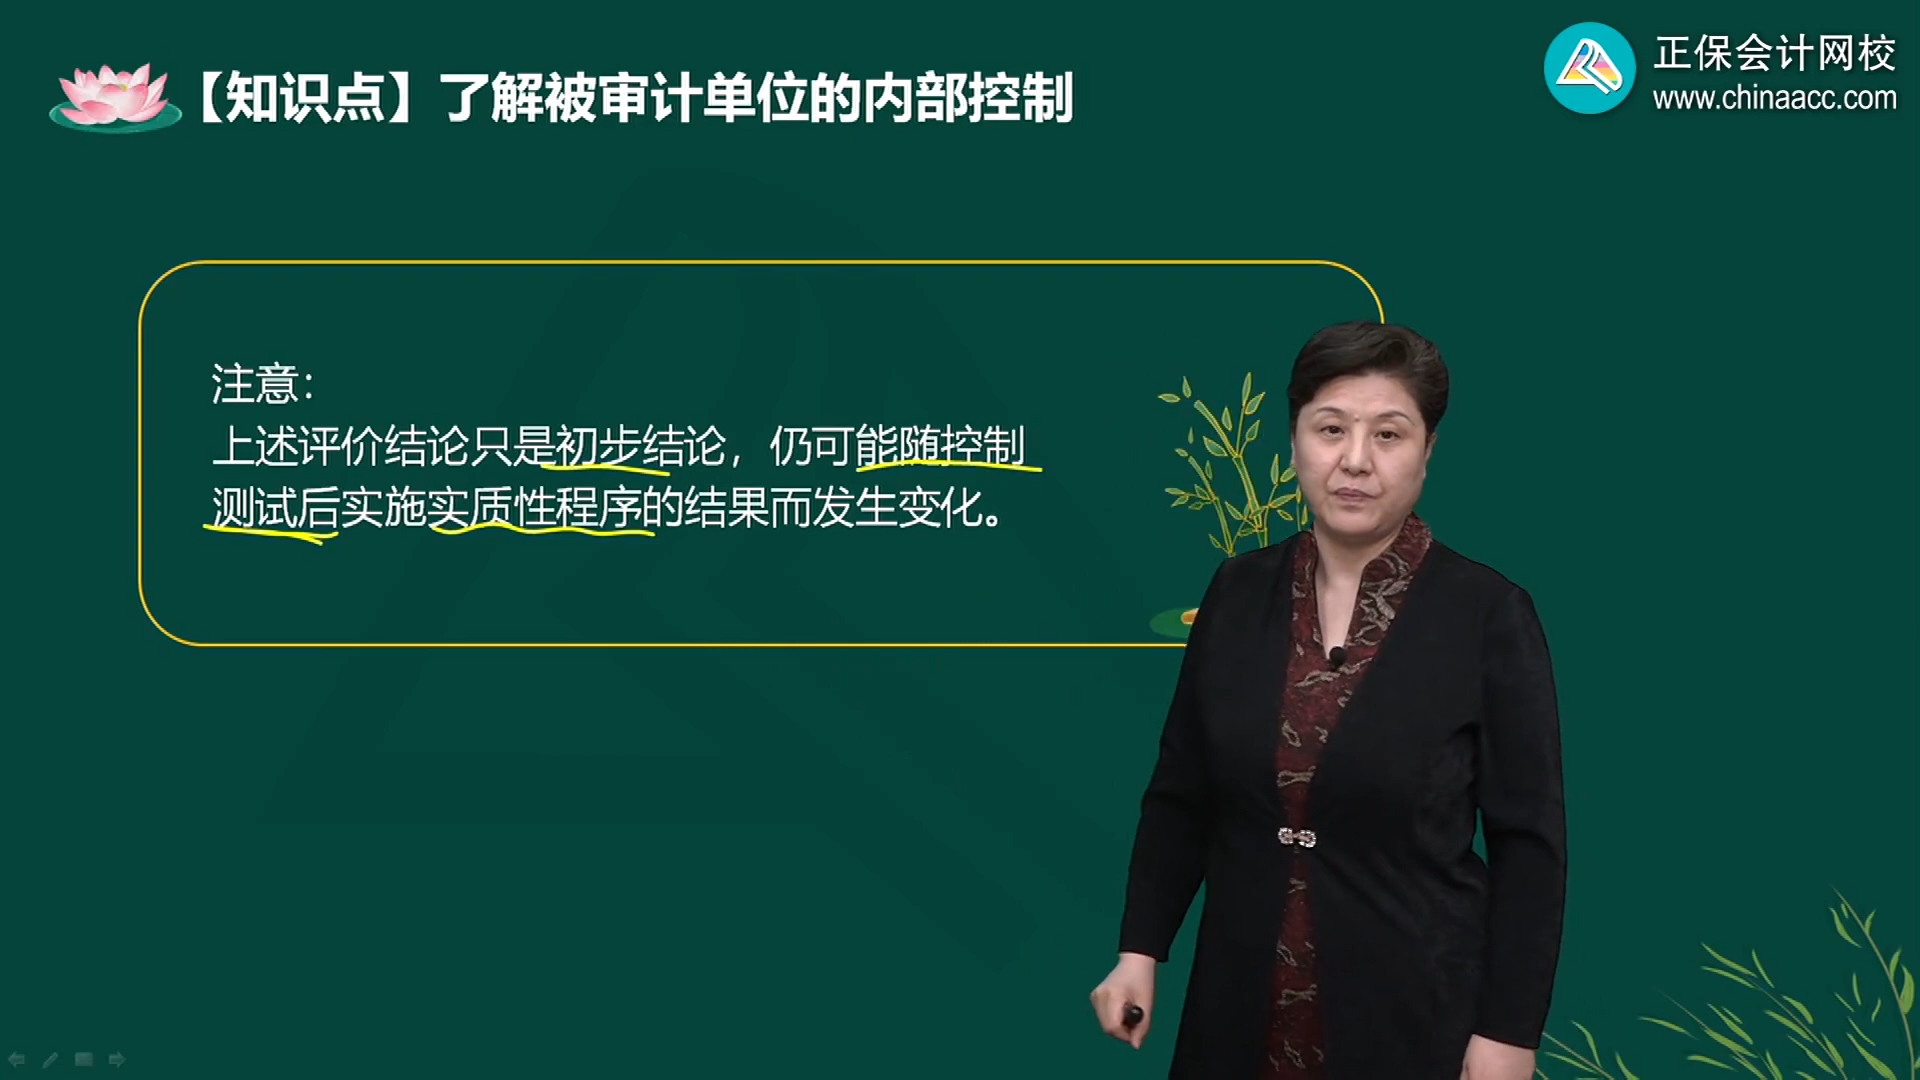 【知识点】了解被审计单位的内部控制
正保会计网校
www.chinaacc.com
注意：
上述评价结论只是初步结论，仍可能随控制
测试后实施实质性程序的结果而发生变化。